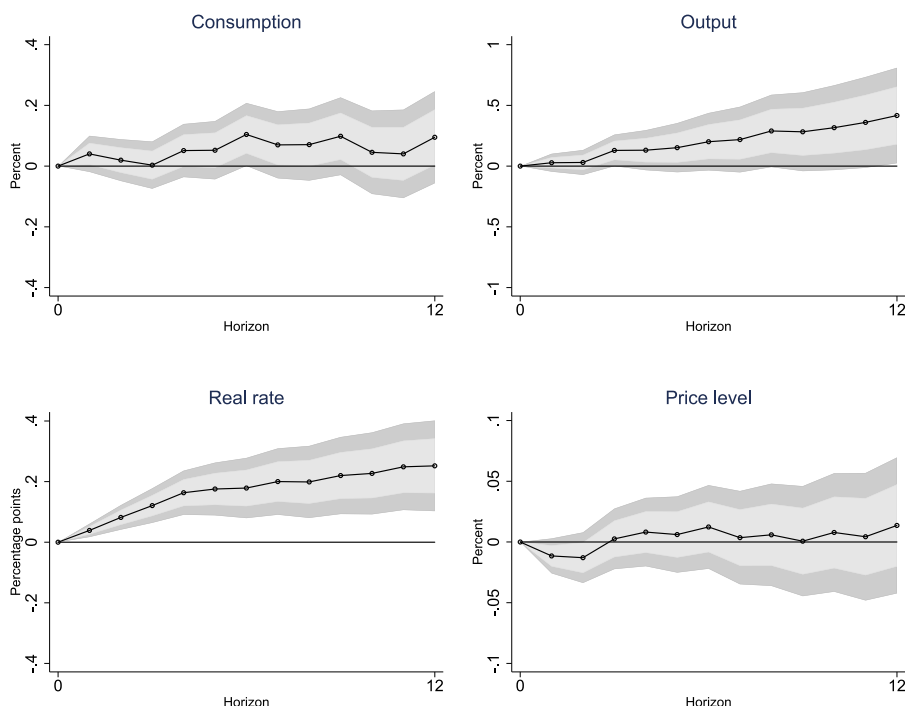 Consumption
Percent
.4
.2
0
-.2
-.4
0
12
Horizon
Output
Percent
1
.5
0
-.5
-1
0
12
Horizon
Real rate
Percentage points
.4
.2
0
-.2
-.4
0
12
Horizon
Price level
Percent
.1
.05
0
-.05
-.1
0
12
Horizon